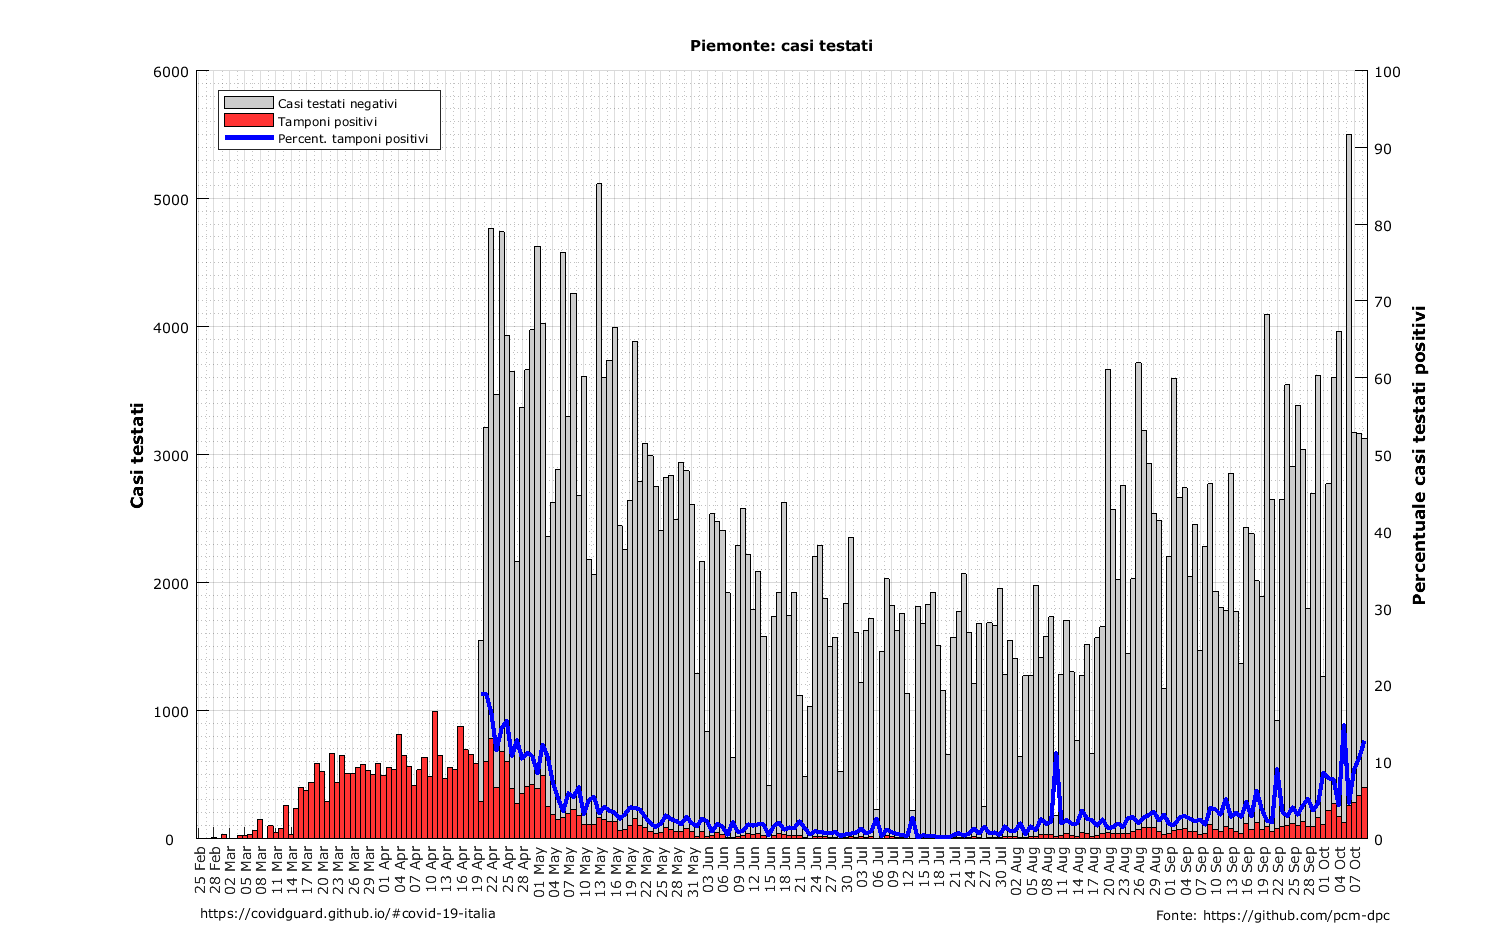 Piemonte: casi testati
Casi testati negativi
Tamponi positivi
Percent. tamponi positivi
Casi testati
6000
5000
4000
3000
2000
1000
0
100
90
80
70
60
50
40
30
20
10
0
Percentuale casi testati positivi
25 Feb
28 Feb
02 Mar
05 Mar
08 Mar
11 Mar
14 Mar
17 Mar
20 Mar
23 Mar
26 Mar
29 Mar
01 Apr
04 Apr
07 Apr
10 Apr
13 Apr
16 Apr
19 Apr
22 Apr
25 Apr
28 Apr
01 May
04 May
07 May
10 May
13 May
16 May
19 May
22 May
25 May
28 May
31 May
03 Jun
06 Jun
09 Jun
12 Jun
15 Jun
18 Jun
21 Jun
24 Jun
27 Jun
30 Jun
03 Jul
06 Jul
09 Jul
12 Jul
15 Jul
18 Jul
21 Jul
24 Jul
27 Jul
30 Jul
02 Aug
05 Aug
08 Aug
11 Aug
14 Aug
17 Aug
20 Aug
23 Aug
26 Aug
29 Aug
01 Sep
04 Sep
07 Sep
10 Sep
13 Sep
16 Sep
19 Sep
22 Sep
25 Sep
28 Sep
01 Oct
04 Oct
07 Oct
https://covidguard.github.io/#covid-19-italia
Fonte: https://github.com/pcm-dpc